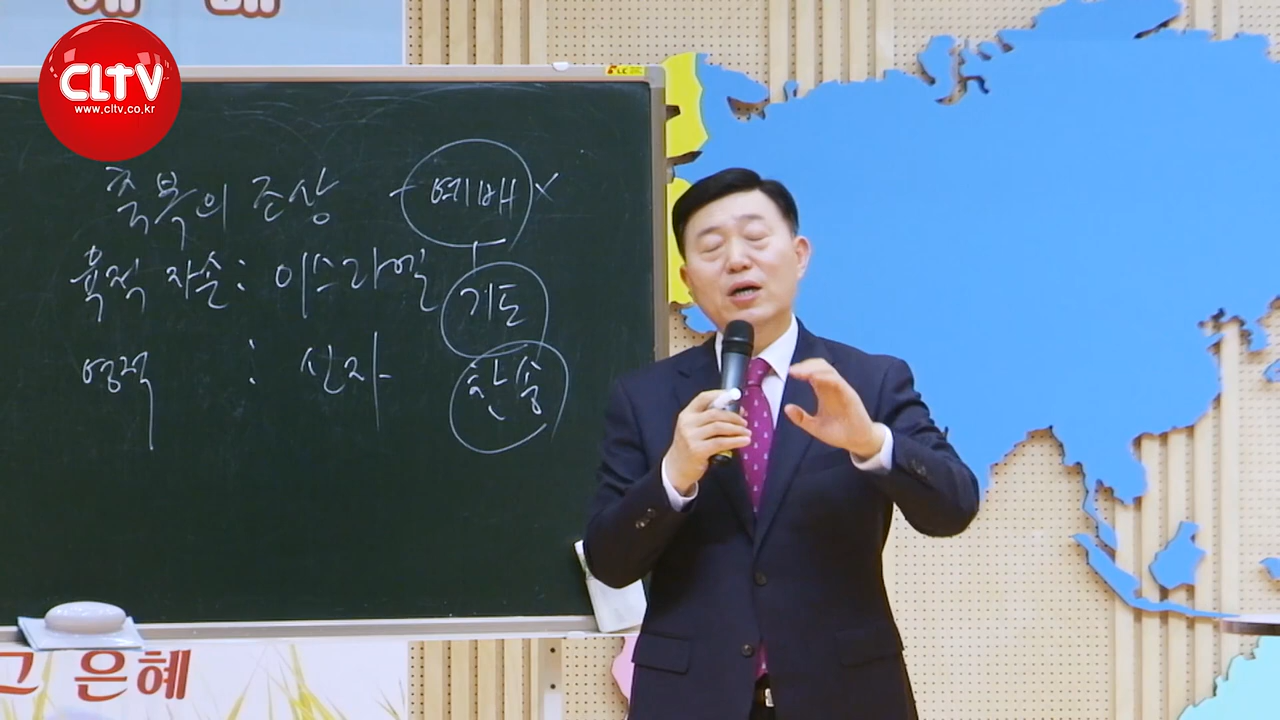 CLTV
www.cltv.co.kr
축복의 조상 - 예배 X
육적 자손 : 이스라엘
기도
영적 : 신자
찬송
그 은혜